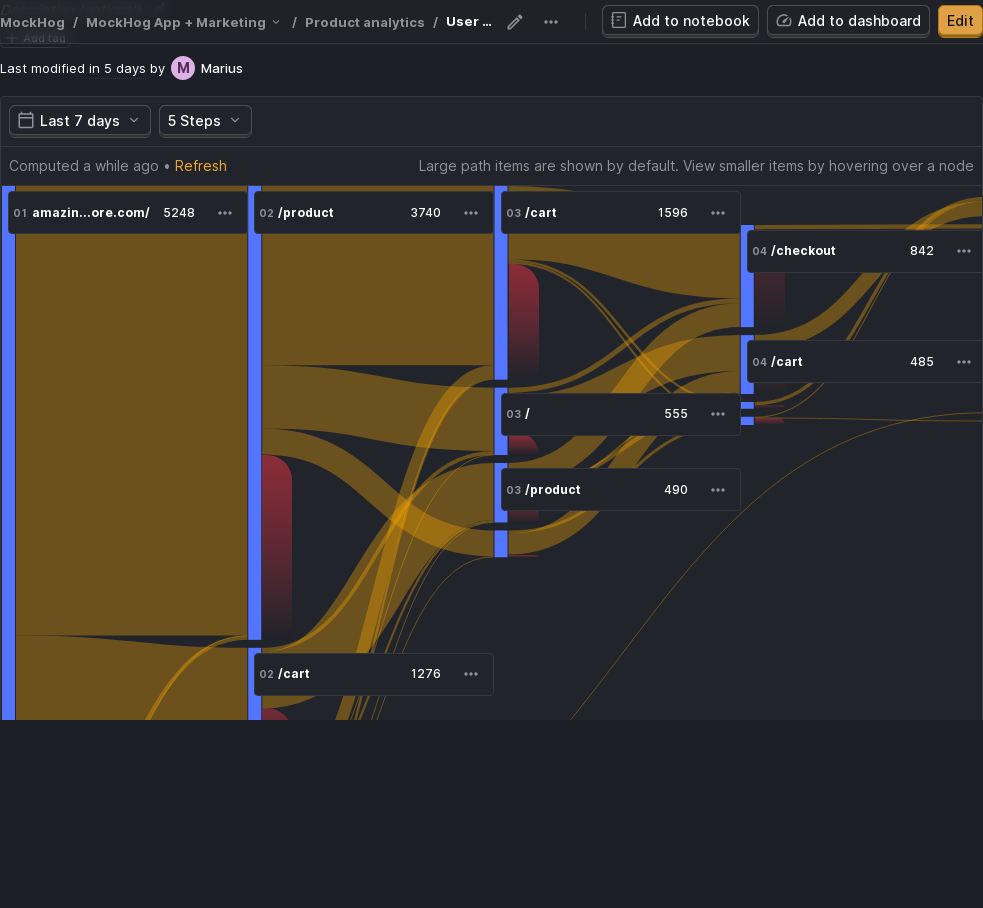 MockHog / MockHog App + Marketing / Product analytics / User ...
Add to notebook
Add to dashboard
Edit
Add tag
Last modified in 5 days by M Marius
Last 7 days
5 Steps
Computed a while ago • Refresh
Large path items are shown by default. View smaller items by hovering over a node
01 amazin...ore.com/ 5248
02 /product 3740
03 /cart 1596
04 /checkout 842
04 /cart 485
03 / 555
03 /product 490
02 /cart 1276